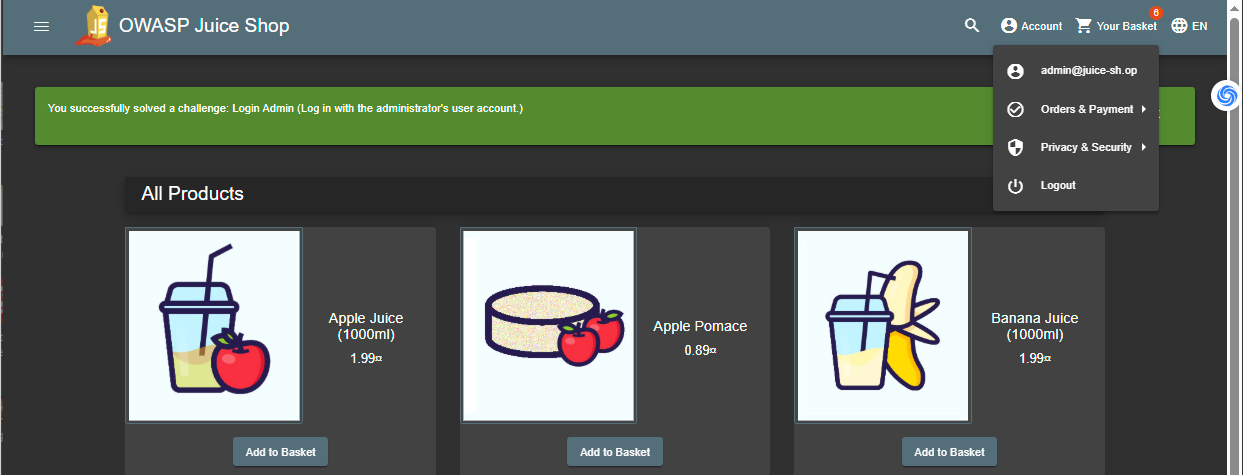 OWASP Juice Shop
Account
Your Basket
6
EN
admin@juice-sh.op
Orders & Payment
Privacy & Security
Logout
You successfully solved a challenge: Login Admin (Log in with the administrator's user account.)
All Products
Apple Juice
(1000ml)
1.99¤
Add to Basket
Apple Pomace
0.89¤
Add to Basket
Banana Juice
(1000ml)
1.99¤
Add to Basket